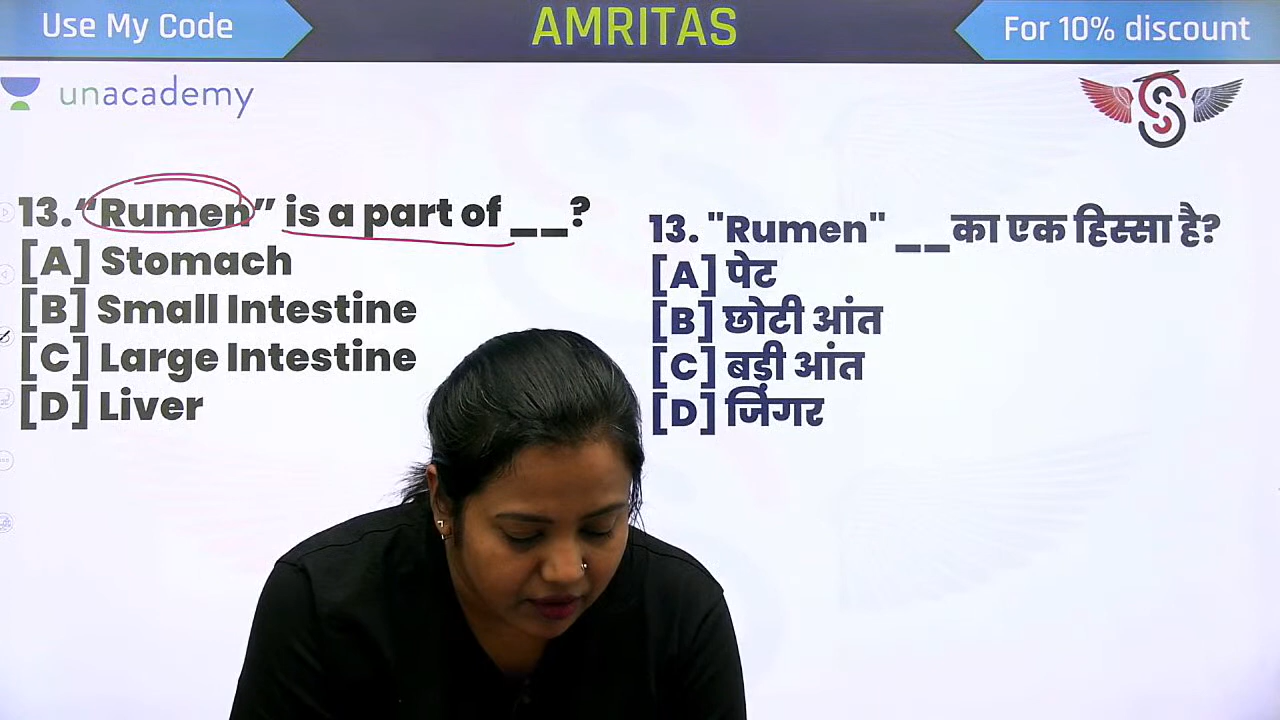 Use My Code
AMRITAS
For 10% discount
unacademy
13.“Rumen” is a part of __?
[A] Stomach
[B] Small Intestine
[C] Large Intestine
[D] Liver
13. "Rumen" __का एक हिस्सा है?
[A] पेट
[B] छोटी आंत
[C] बड़ी आंत
[D] जिगर